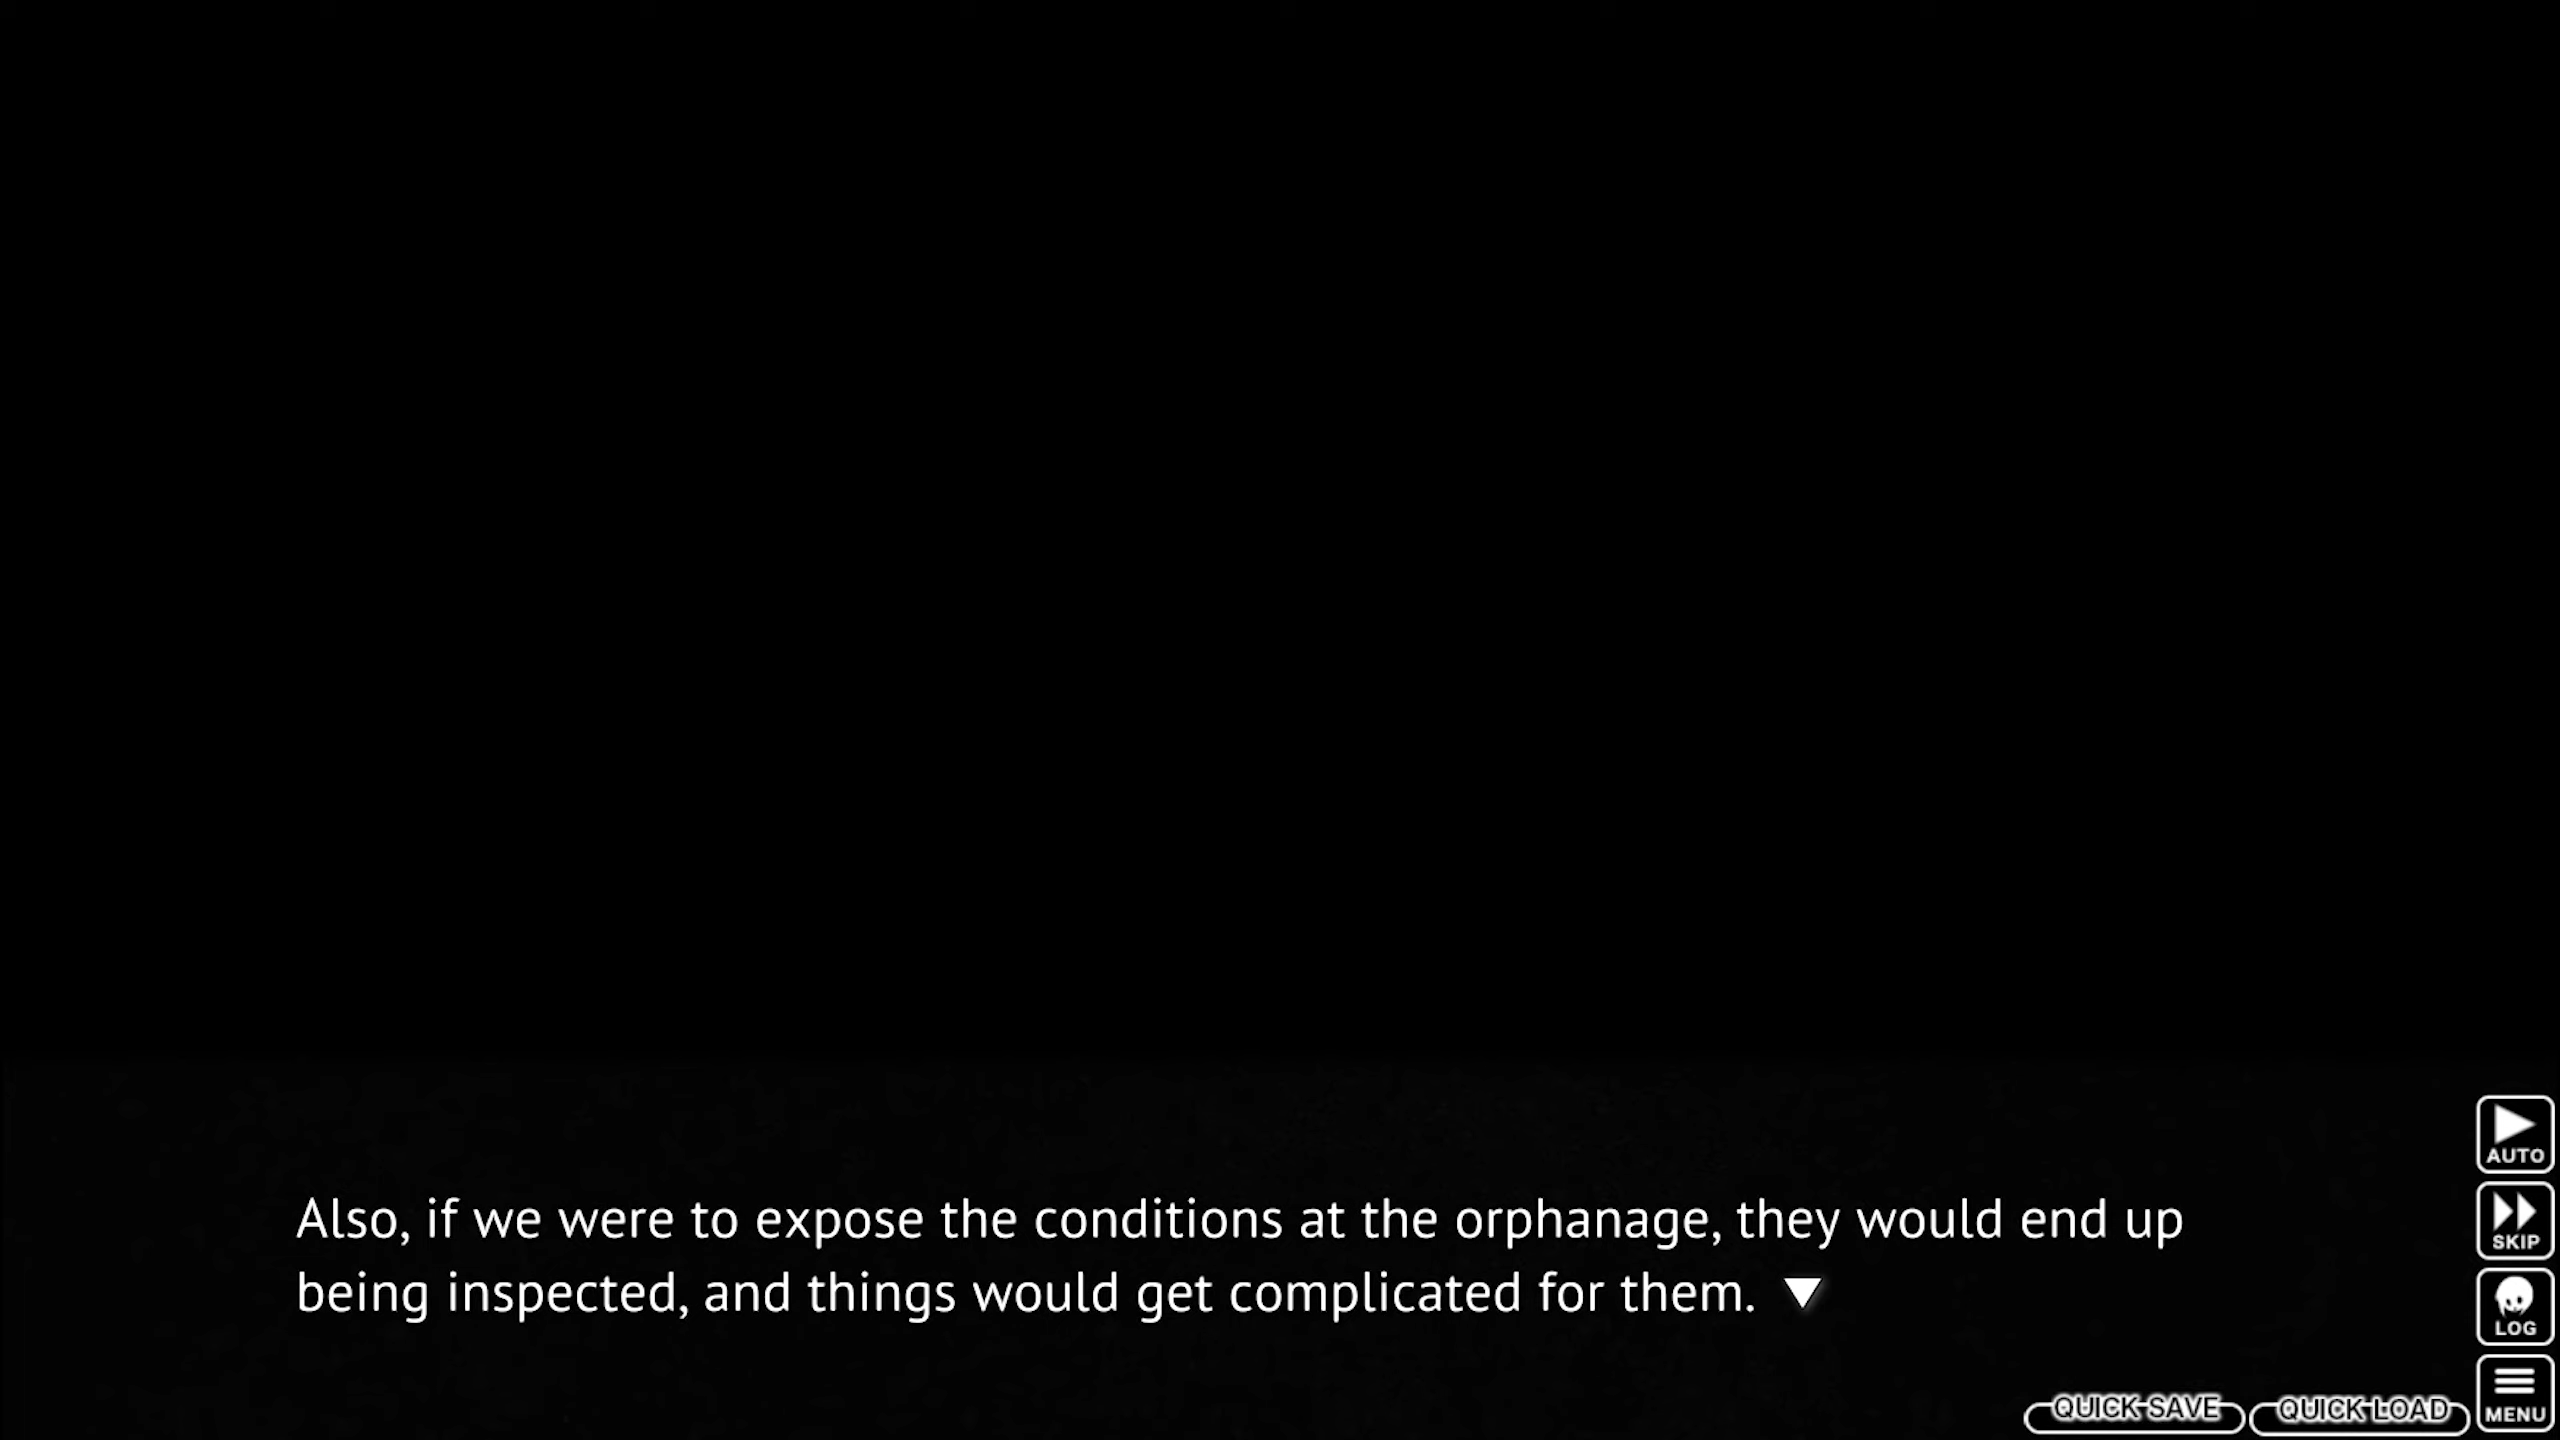 Also, if we were to expose the conditions at the orphanage, they would end up
being inspected, and things would get complicated for them.
AUTO
SKIP
LOG
MENU
QUICK SAVE
QUICK LOAD